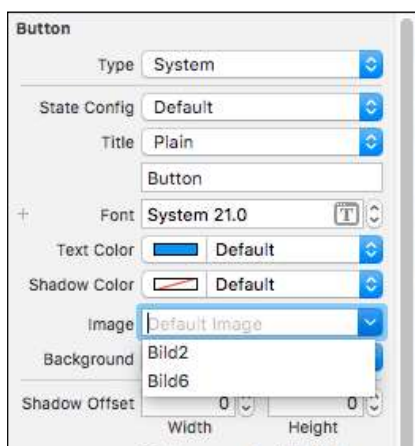 Button
Type System
State Config Default
Title Plain
Button
+ Font System 21.0 T
Text Color Default
Shadow Color Default
Image Default Image
Background Bild2
Bild6
Shadow Offset 0 0
Width Height